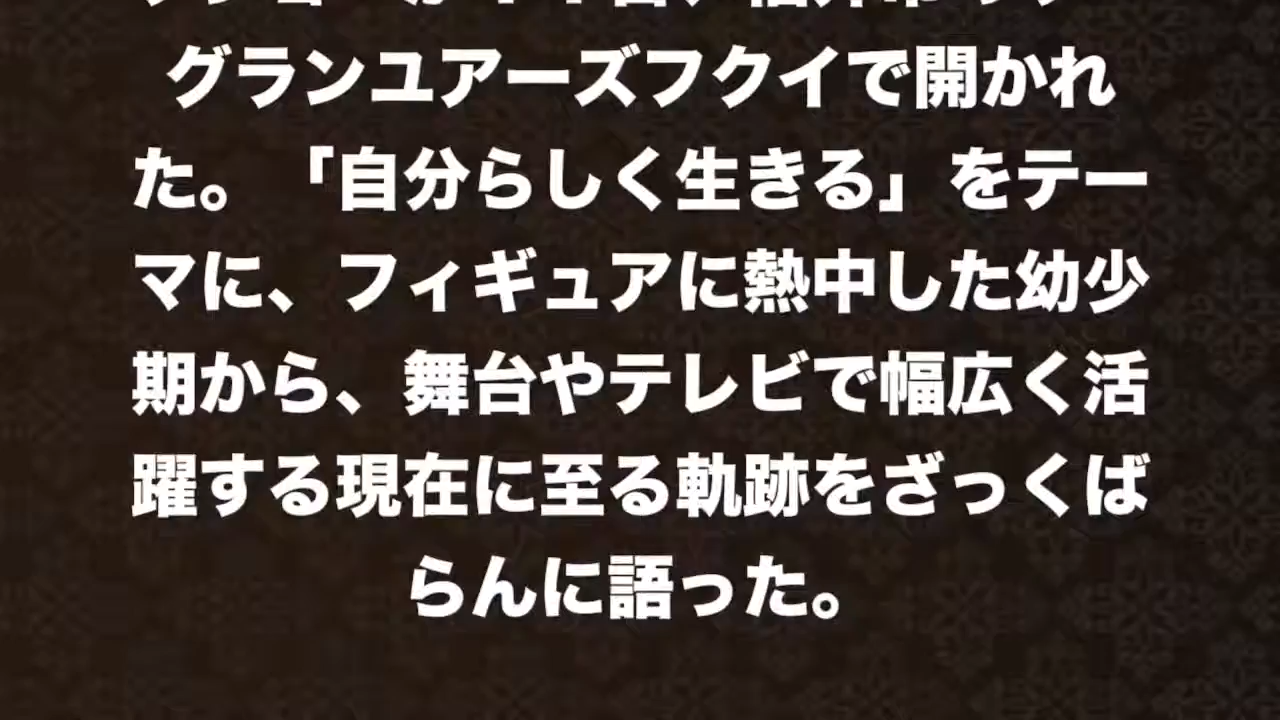 グランユアーズフクイで開かれ
た。「自分らしく生きる」をテー
マに、フィギュアに熱中した幼少
期から、舞台やテレビで幅広く活
躍する現在に至る軌跡をざっくば
らんに語った。